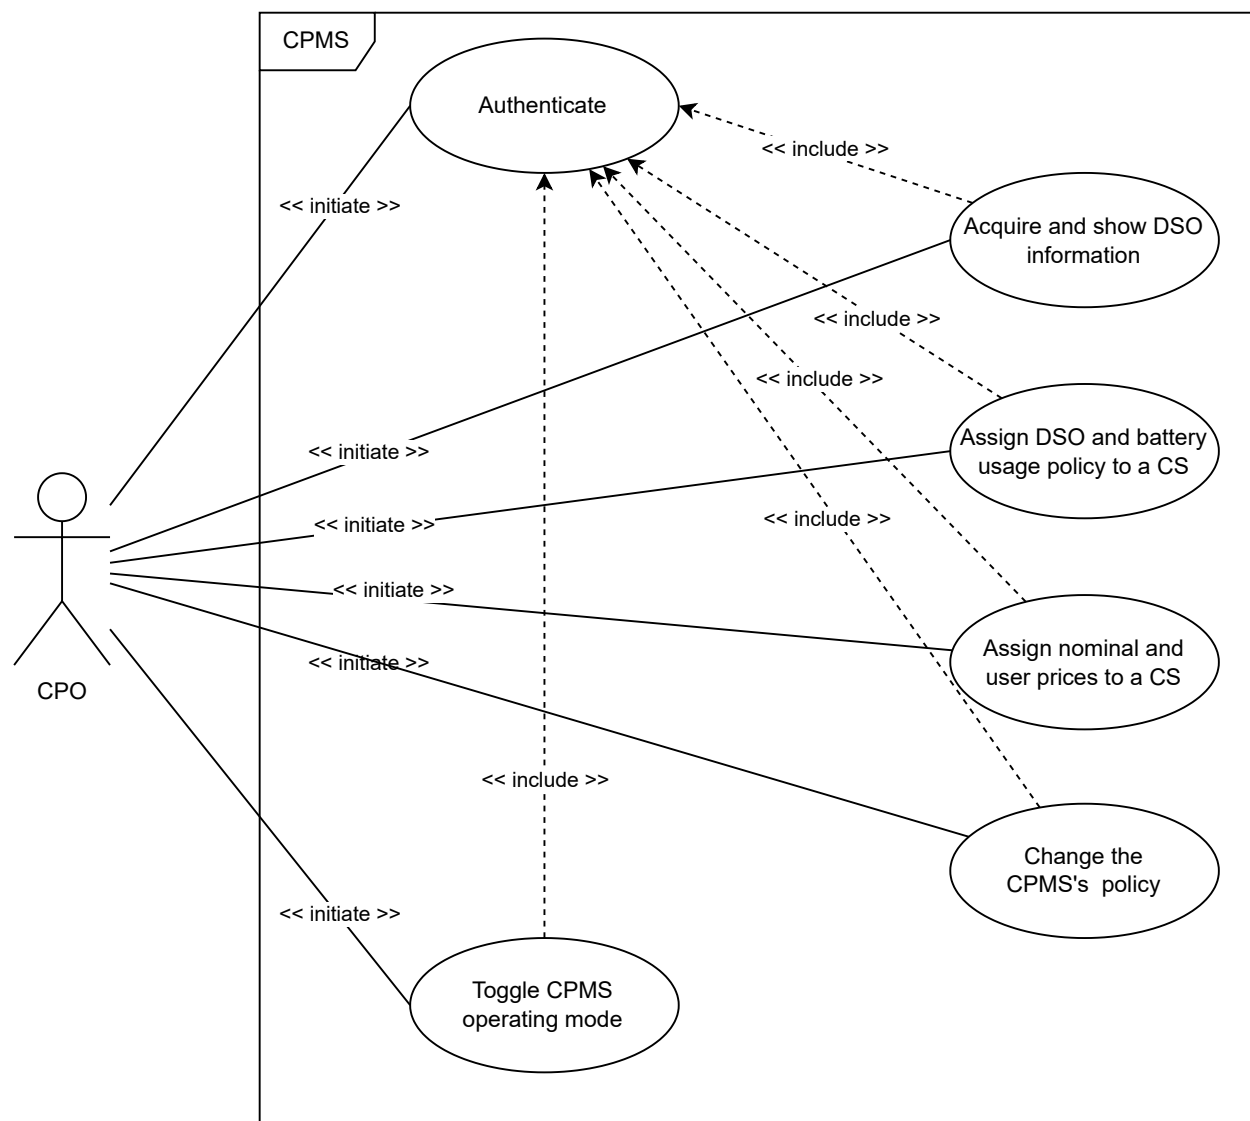 CPMS
Authenticate
<< include >>
<< initiate >>
Acquire and show DSO
information
<< include >>
<< include >>
<< initiate >>
Assign DSO and battery
usage policy to a CS
<< include >>
<< initiate >>
<< initiate >>
Assign nominal and
user prices to a CS
<< initiate >>
CPO
<< include >>
Change the
CPMS's  policy
<< initiate >>
Toggle CPMS
operating mode